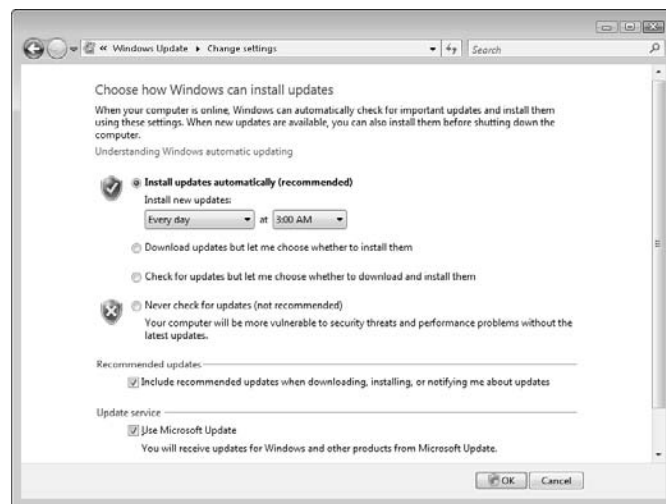 « Windows Update ▸ Change settings
Search
Choose how Windows can install updates
When your computer is online, Windows can automatically check for important updates and install them
using these settings. When new updates are available, you can also install them before shutting down the
computer.
Understanding Windows automatic updating
Install updates automatically (recommended)
Install new updates:
Every day at 3:00 AM
Download updates but let me choose whether to install them
Check for updates but let me choose whether to download and install them
Never check for updates (not recommended)
Your computer will be more vulnerable to security threats and performance problems without the
latest updates.
Recommended updates
Include recommended updates when downloading, installing, or notifying me about updates
Update service
Use Microsoft Update
You will receive updates for Windows and other products from Microsoft Update.
OK Cancel